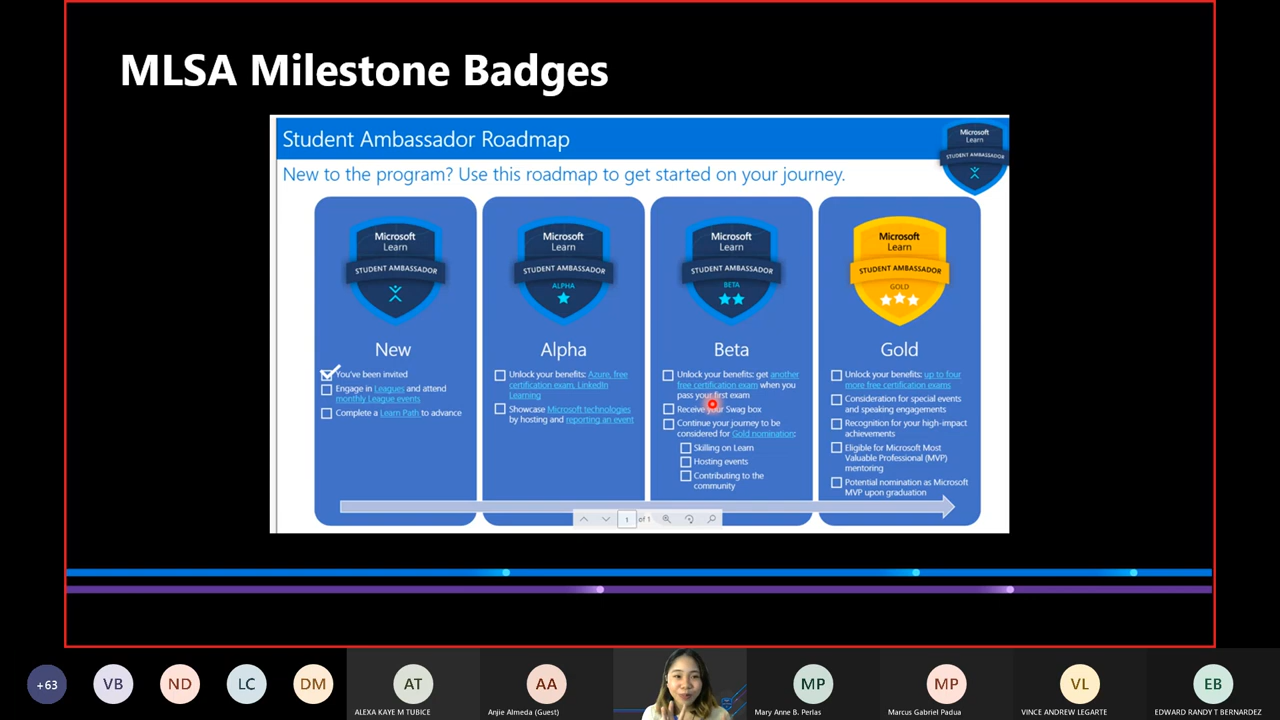 MLSA Milestone Badges
Student Ambassador Roadmap
Microsoft
Learn
STUDENT AMBASSADOR
New to the program? Use this roadmap to get started on your journey.
Microsoft
Learn
STUDENT AMBASSADOR
New
You've been invited
Engage in Leagues and attend
monthly League events
Complete a Learn Path to advance
Microsoft
Learn
STUDENT AMBASSADOR
ALPHA
Alpha
Unlock your benefits: Azure, free
certification exam, LinkedIn
Learning
Showcase Microsoft technologies
by hosting and reporting an event
Microsoft
Learn
STUDENT AMBASSADOR
BETA
Beta
Unlock your benefits: get another
free certification exam when you
pass your first exam
Receive your Swag box
Continue your journey to be
considered for Gold nomination:
Skilling on Learn
Hosting events
Contributing to the
community
Microsoft
Learn
STUDENT AMBASSADOR
GOLD
Gold
Unlock your benefits: up to four
more free certification exams
Consideration for special events
and speaking engagements
Recognition for your high-impact
achievements
Eligible for Microsoft Most
Valuable Professional (MVP)
mentoring
Potential nomination as Microsoft
MVP upon graduation
1 of 1
+63
VB
ND
LC
DM
AT
ALEXA KAYE M TUBICE
AA
Anjie Almeda (Guest)
MP
Mary Anne B. Perlas
MP
Marcus Gabriel Padua
VL
VINCE ANDREW LEGARTE
EB
EDWARD RANDY T BERNARDEZ